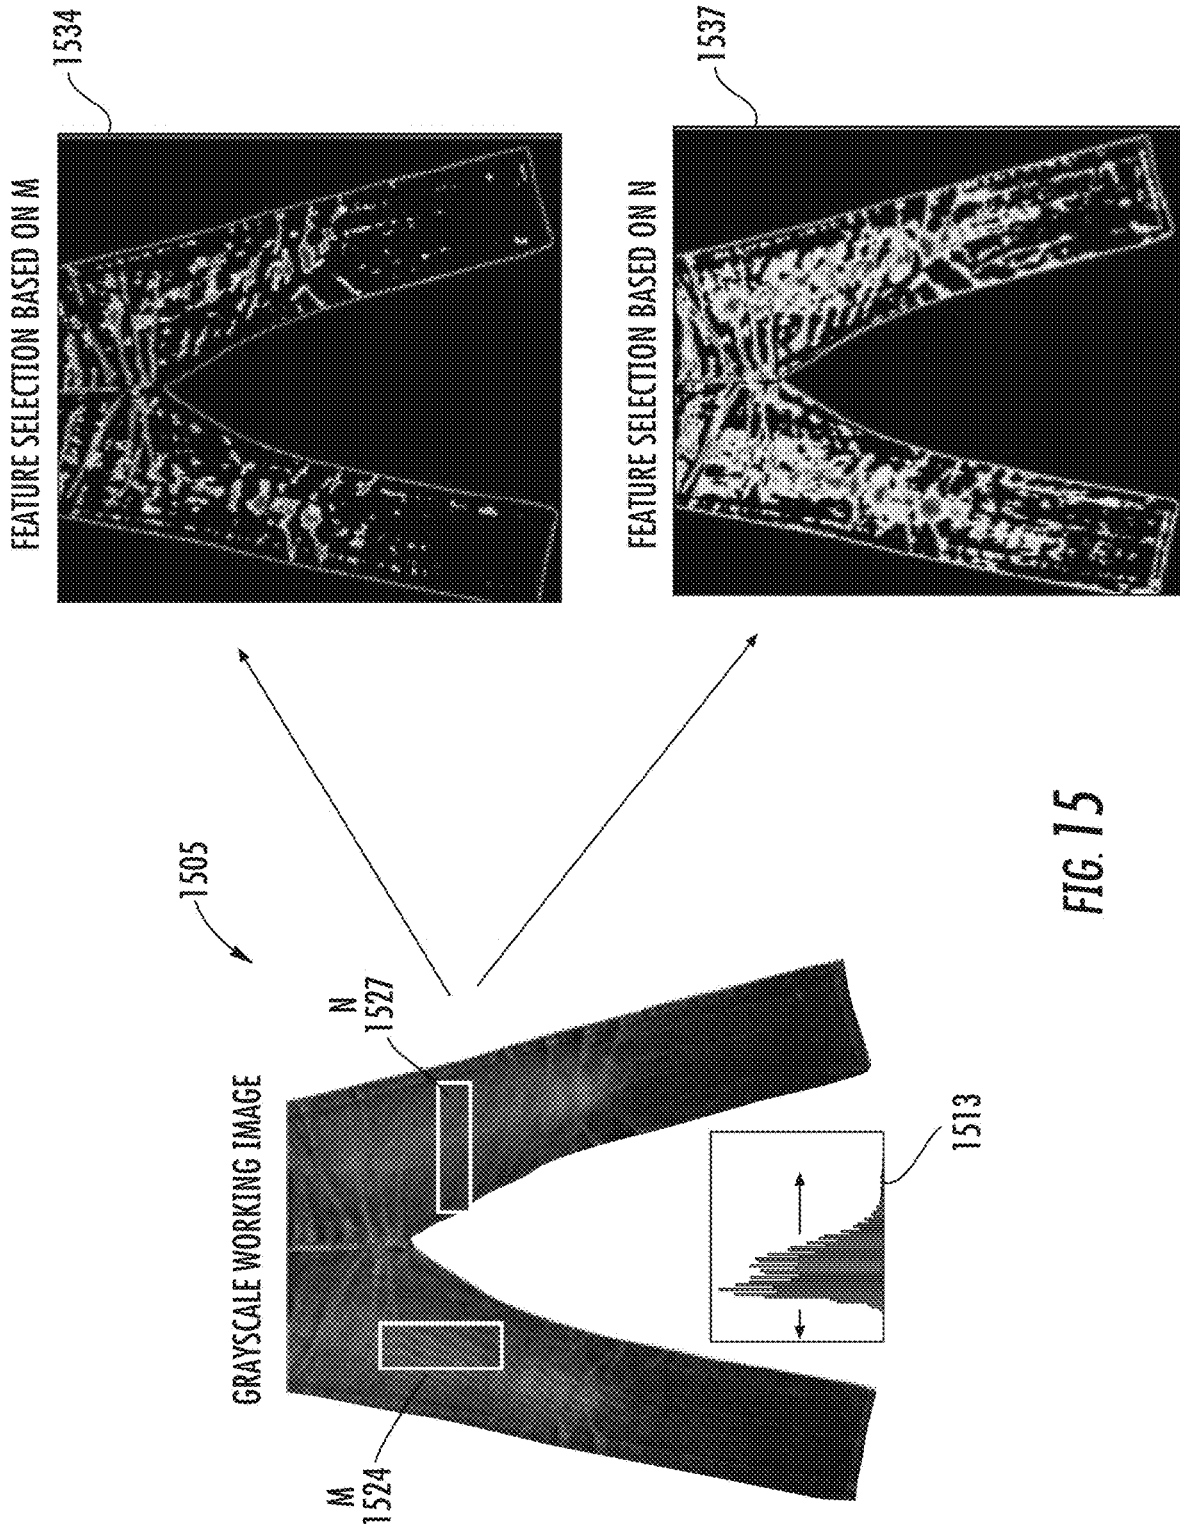 GRAYSCALE WORKING IMAGE
1505
M
1524
N
1527
1513
FEATURE SELECTION BASED ON M
1534
FEATURE SELECTION BASED ON N
1537
FIG. 15